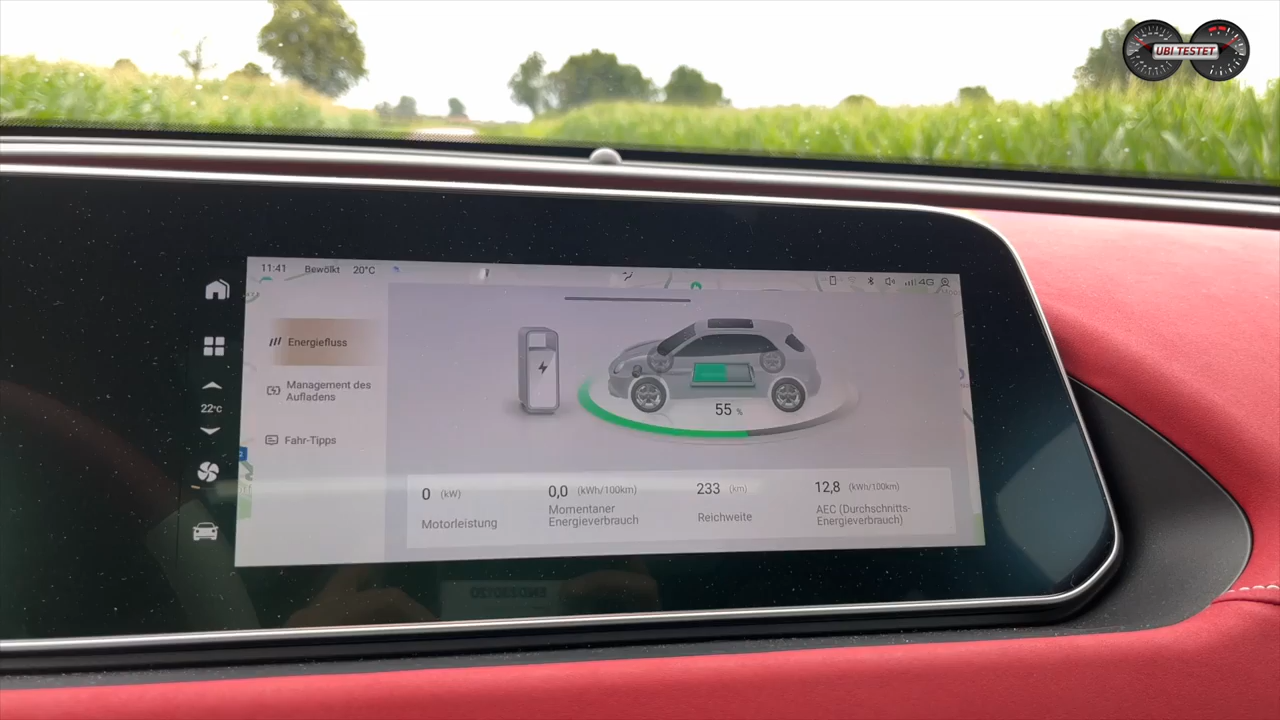 UBI TESTET
11:41 Bewölkt 20°C
4G
Energiefluss
Management des
Aufladens
22°C
Fahr-Tipps
55 %
0 (kW)
Motorleistung
0,0 (kWh/100km)
Momentaner
Energieverbrauch
233 (km)
Reichweite
12,8 (kWh/100km)
AEC (Durchschnitts-
Energieverbrauch)